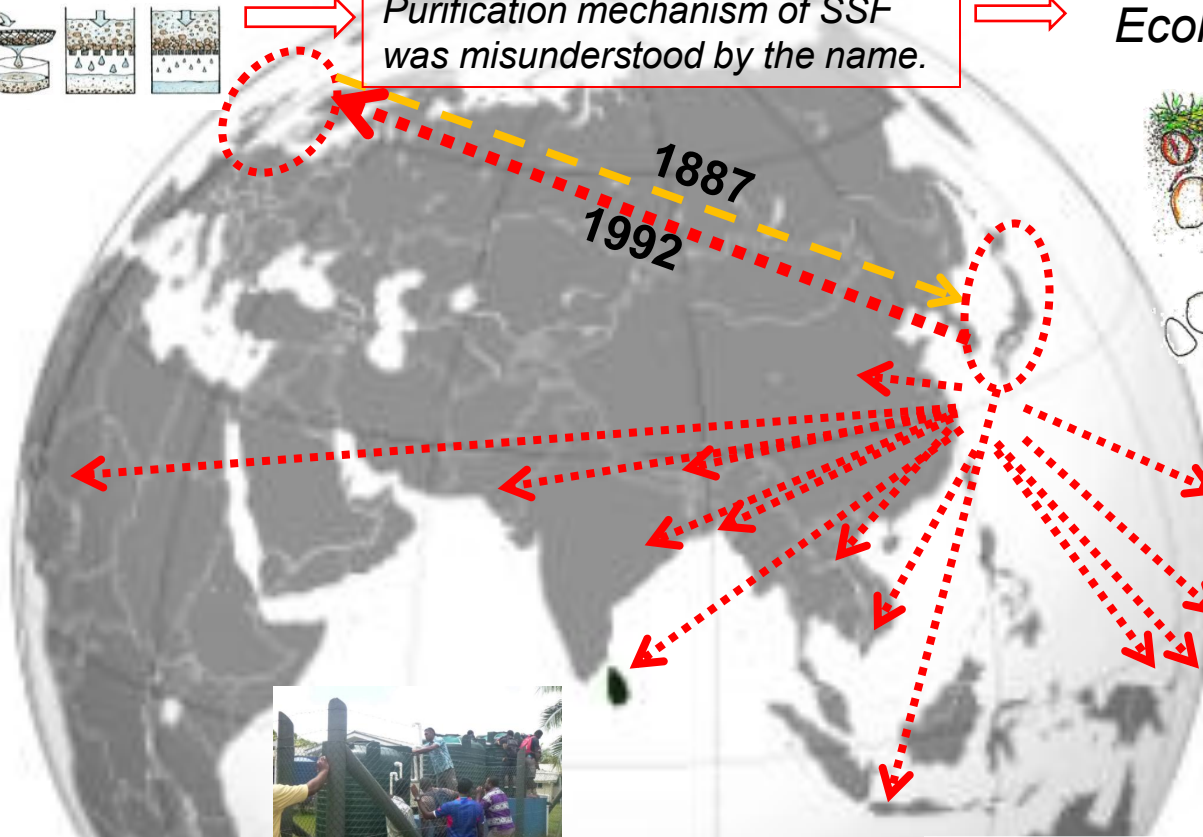 Purification mechanism of SSF
was misunderstood by the name.
1887
1992